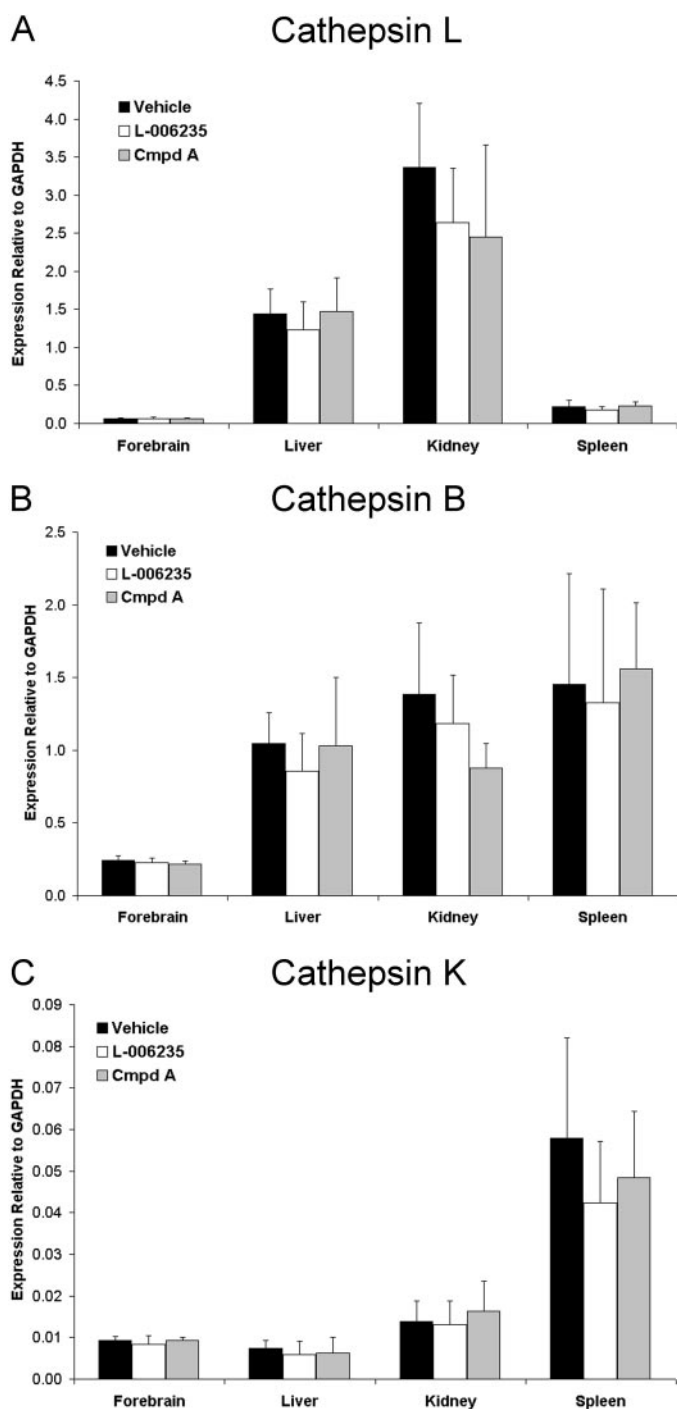 A Cathepsin L
4.5
4.0
3.5
3.0
2.5
2.0
1.5
1.0
0.5
0.0
Expression Relative to GAPDH
Vehicle
L-006235
Cmpd A
Forebrain Liver Kidney Spleen
B Cathepsin B
2.5
2.0
1.5
1.0
0.5
0.0
Expression Relative to GAPDH
Vehicle
L-006235
Cmpd A
Forebrain Liver Kidney Spleen
C Cathepsin K
0.09
0.08
0.07
0.06
0.05
0.04
0.03
0.02
0.01
0.00
Expression Relative to GAPDH
Vehicle
L-006235
Cmpd A
Forebrain Liver Kidney Spleen